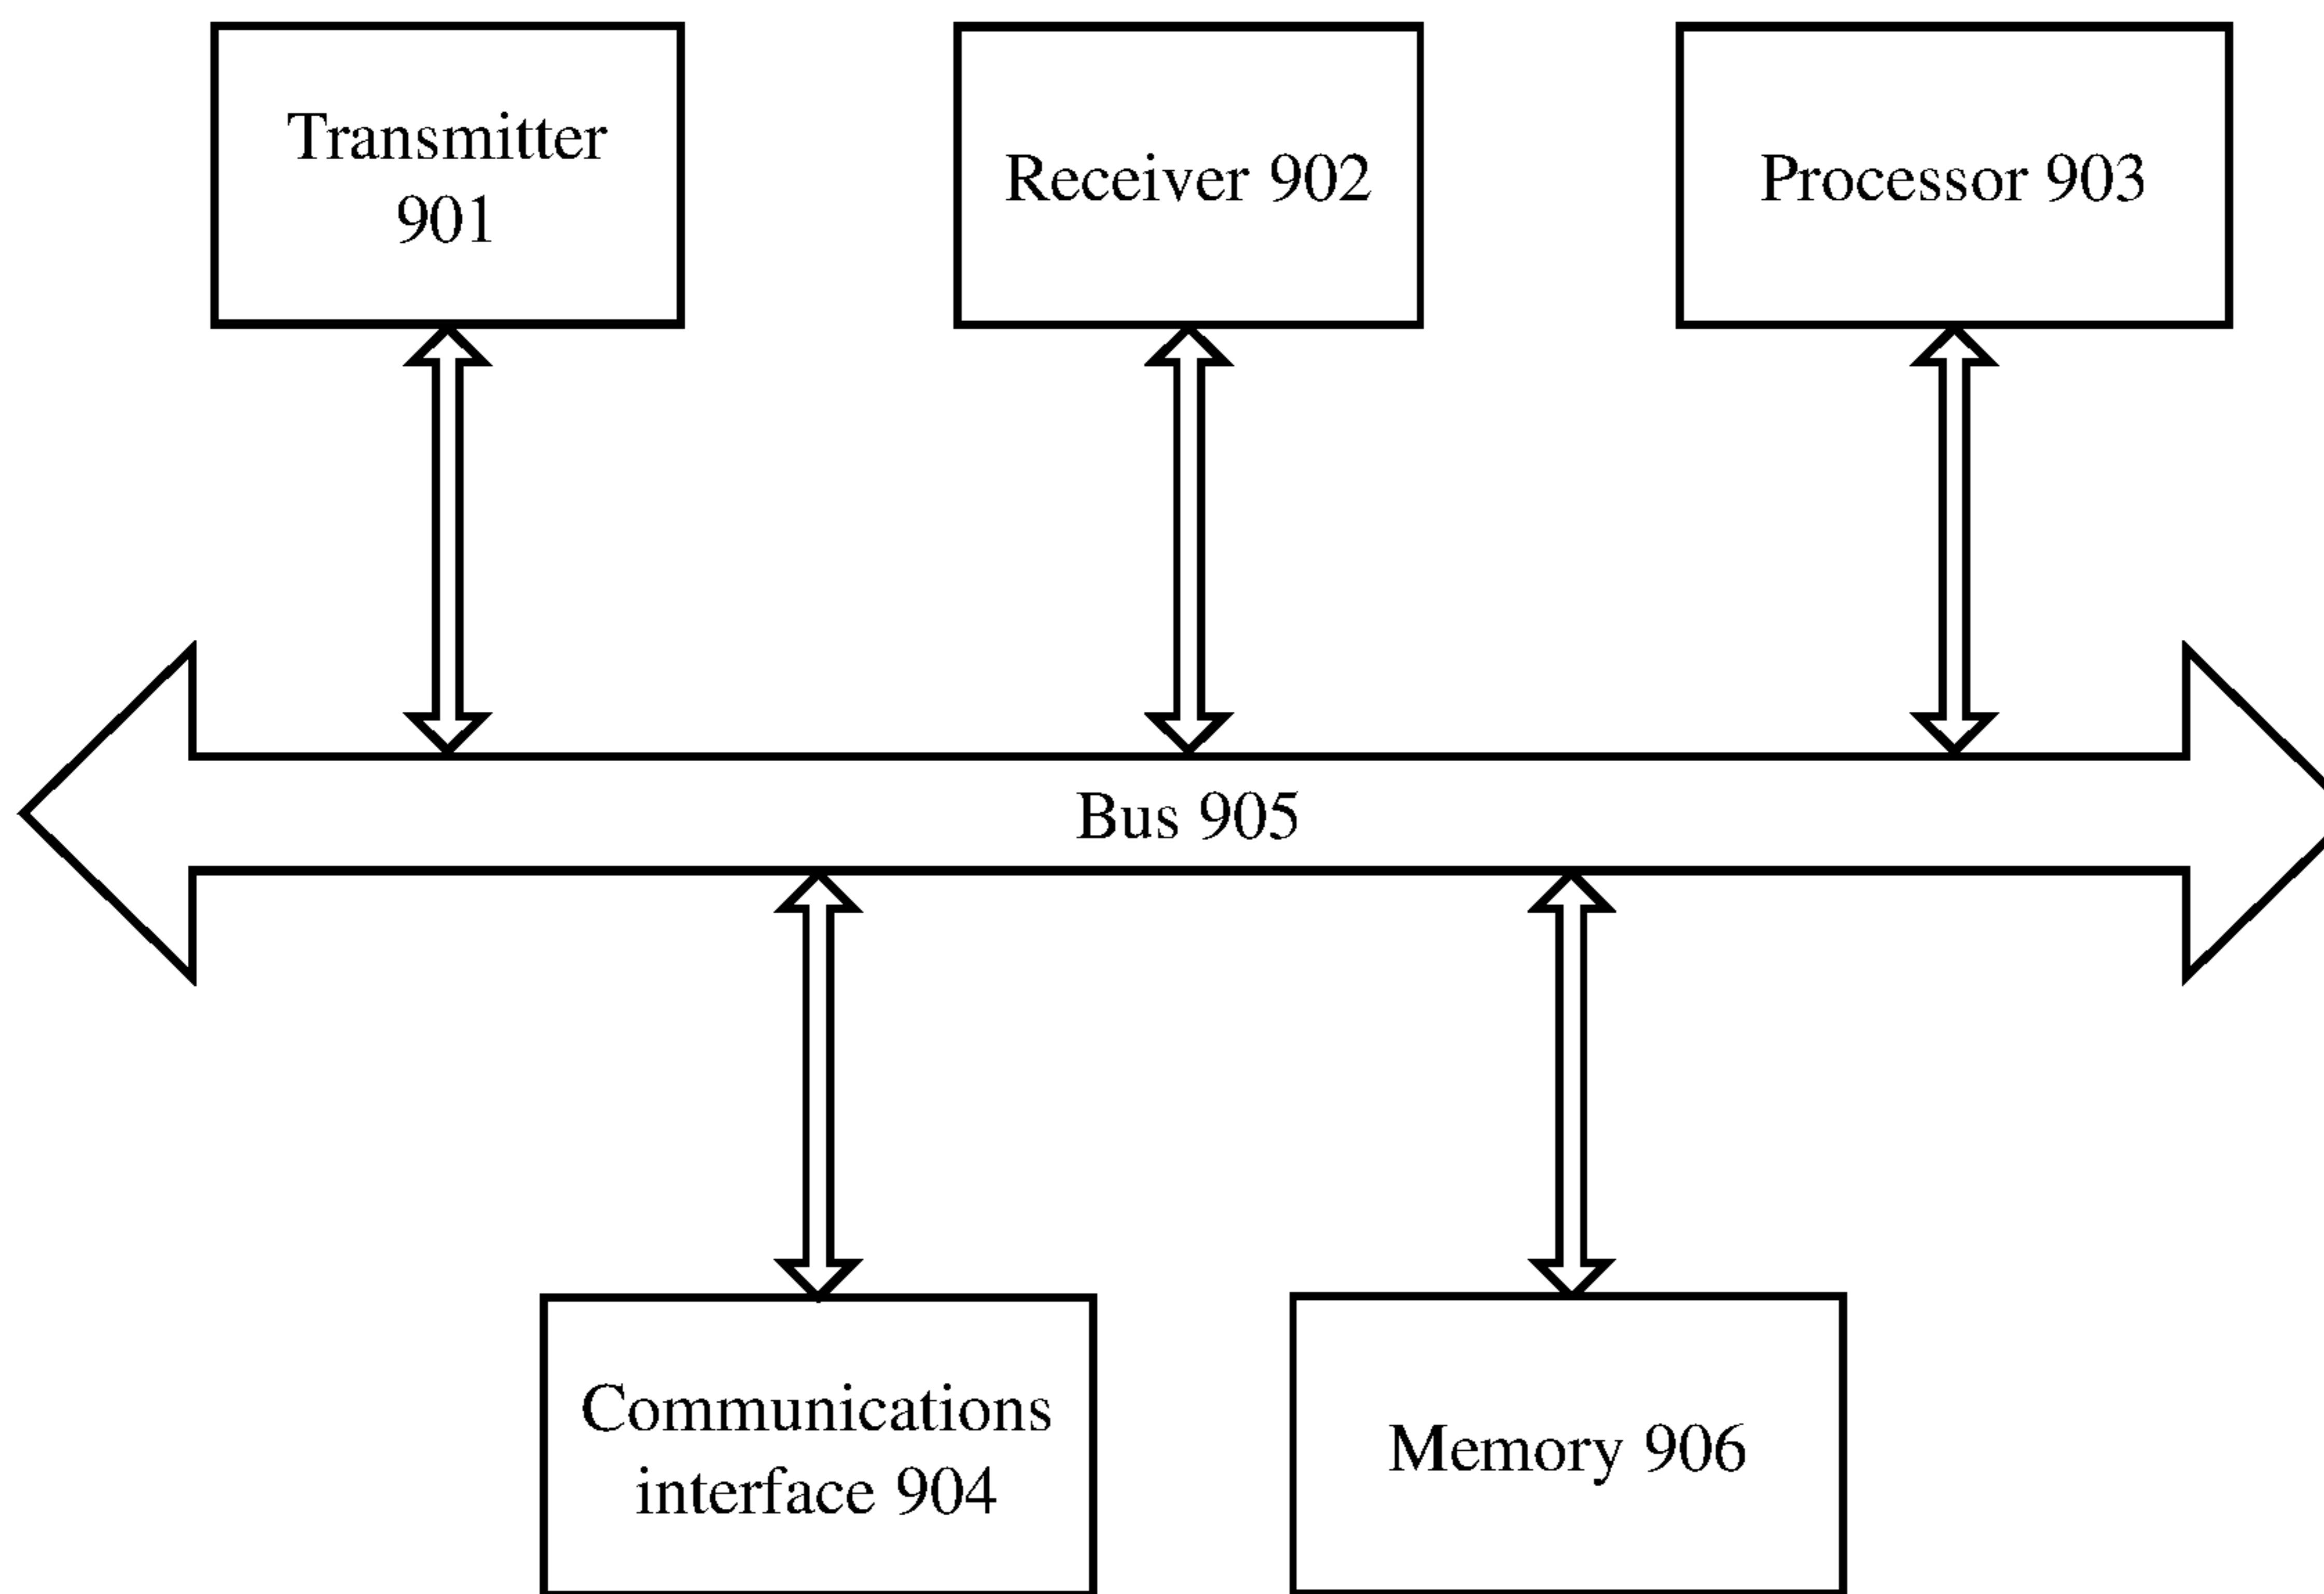 Transmitter
901
Receiver 902
Processor 903
Bus 905
Communications
interface 904
Memory 906